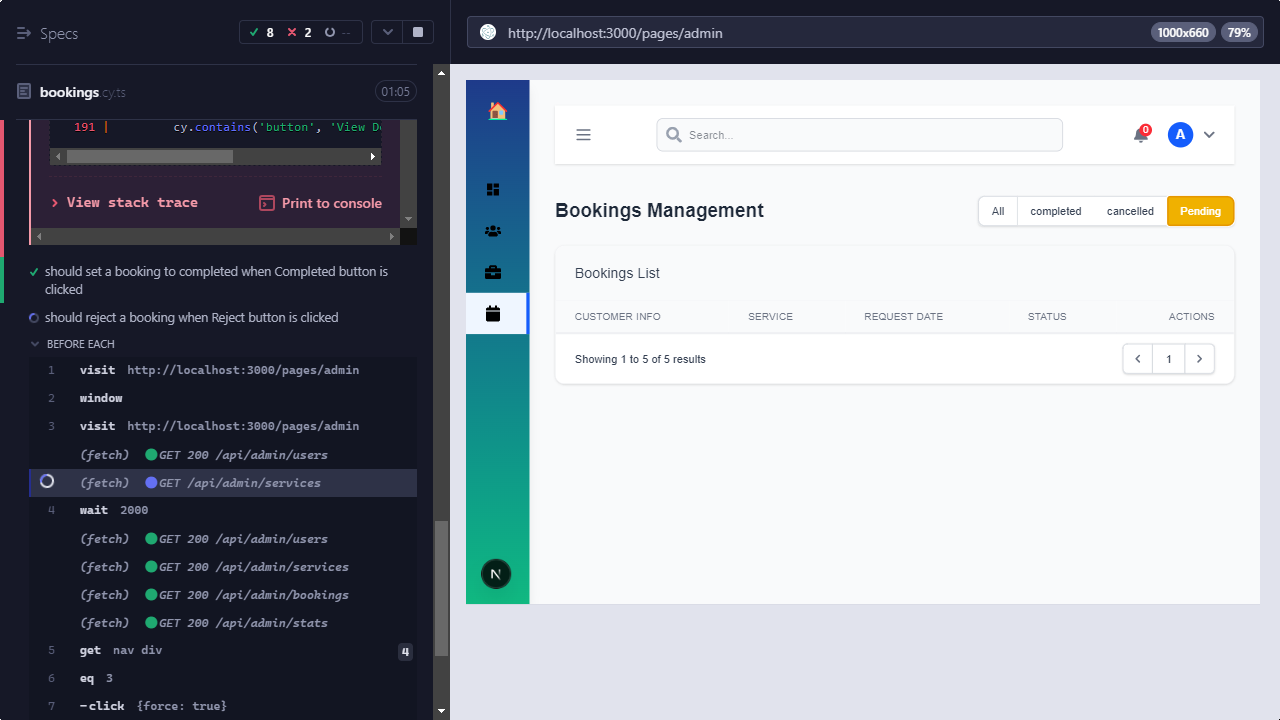 Specs
8
2
--
http://localhost:3000/pages/admin
1000x660
79%
bookings.cy.ts
01:05
191 | cy.contains('button', 'View D
View stack trace
Print to console
should set a booking to completed when Completed button is
clicked
should reject a booking when Reject button is clicked
BEFORE EACH
1 visit http://localhost:3000/pages/admin
2 window
3 visit http://localhost:3000/pages/admin
(fetch) GET 200 /api/admin/users
(fetch) GET /api/admin/services
4 wait 2000
(fetch) GET 200 /api/admin/users
(fetch) GET 200 /api/admin/services
(fetch) GET 200 /api/admin/bookings
(fetch) GET 200 /api/admin/stats
5 get nav div 4
6 eq 3
7 -click {force: true}
Search...
0
A
Bookings Management
All
completed
cancelled
Pending
Bookings List
CUSTOMER INFO SERVICE REQUEST DATE STATUS ACTIONS
Showing 1 to 5 of 5 results
1
N